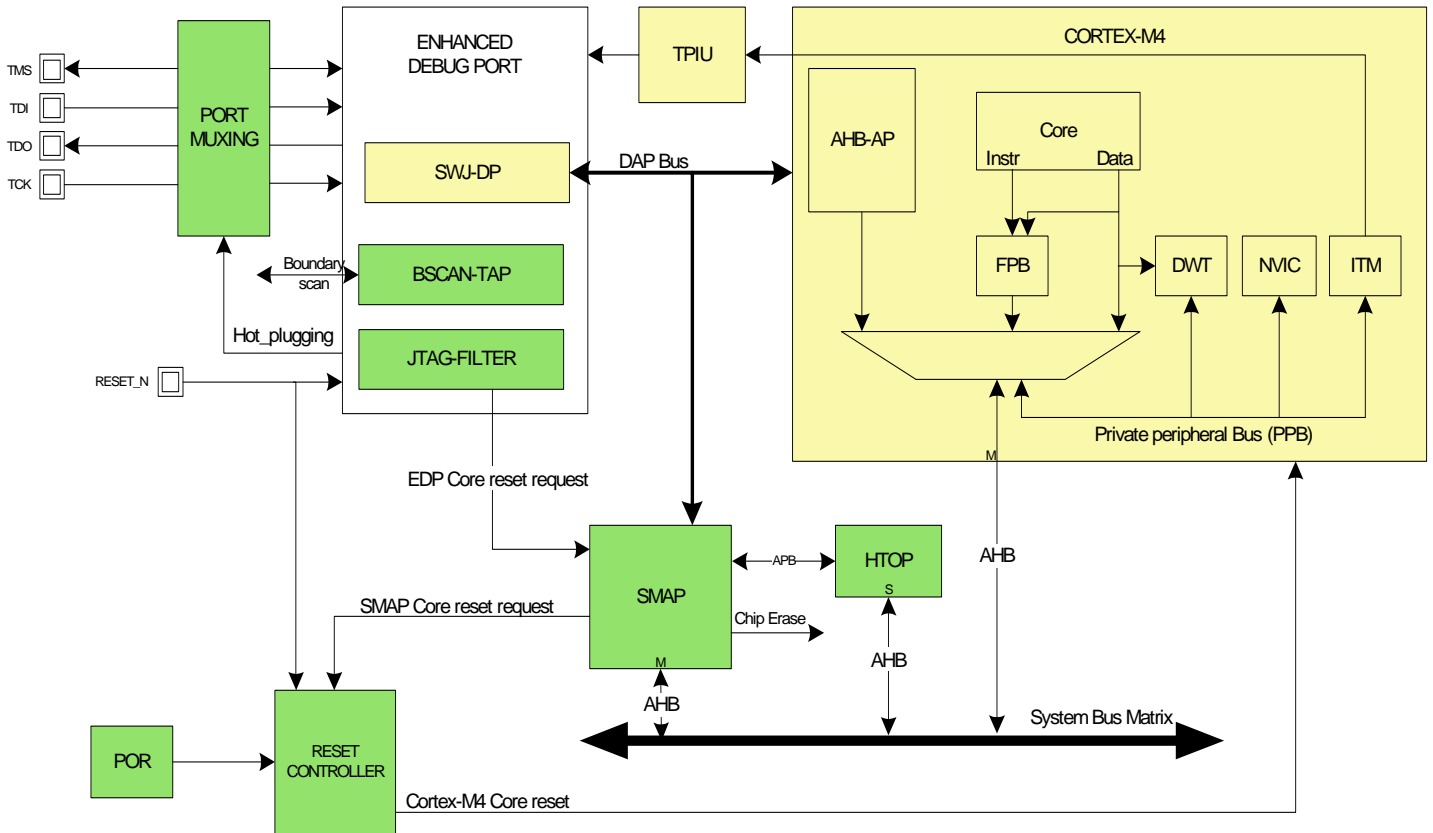 ENHANCED
DEBUG PORT
TPIU
CORTEX-M4
TMS
TDI
TDO
TCK
PORT
MUXING
SWJ-DP
DAP Bus
AHB-AP
Core
Instr
Data
Boundary
scan
BSCAN-TAP
FPB
DWT
NVIC
ITM
Hot_plugging
JTAG-FILTER
RESET_N
Private peripheral Bus (PPB)
M
EDP Core reset request
SMAP
APB
HTOP
S
AHB
SMAP Core reset request
Chip Erase
M
AHB
AHB
System Bus Matrix
POR
RESET
CONTROLLER
Cortex-M4 Core reset